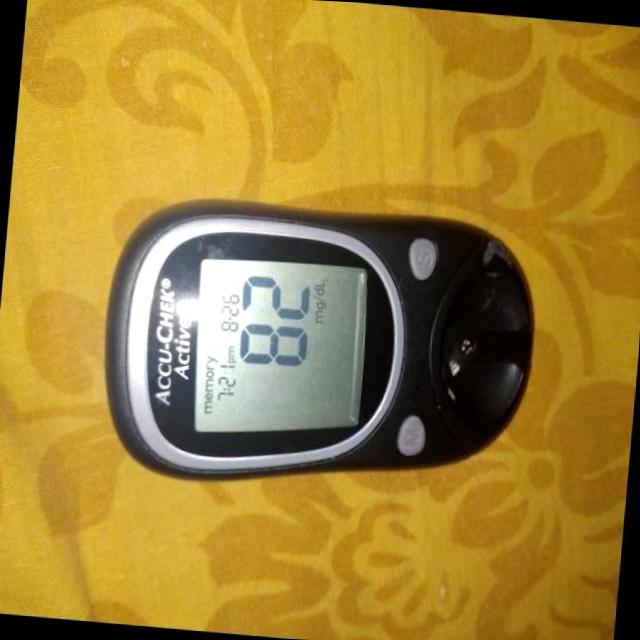 ACCU-CHEK®
Active
memory
7:21 pm 8-26
82
mg/dL
M S